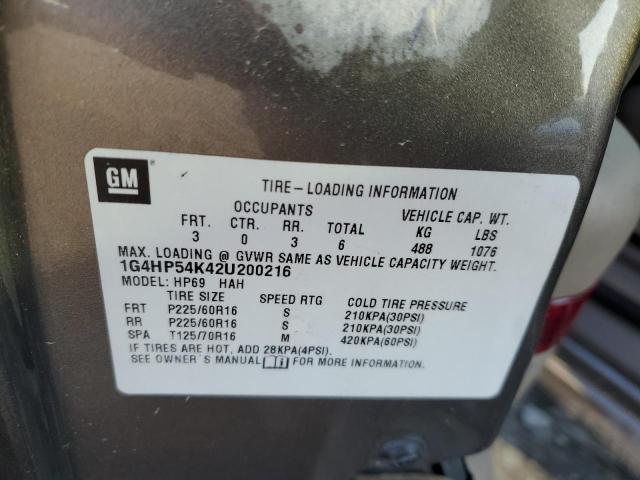 GM
TIRE-LOADING INFORMATION
OCCUPANTS VEHICLE CAP. WT.
FRT. CTR. RR. TOTAL KG LBS
3 0 3 6 488 1076
MAX. LOADING @ GVWR SAME AS VEHICLE CAPACITY WEIGHT.
1G4HP54K42U200216
MODEL: HP69 HAH
TIRE SIZE SPEED RTG COLD TIRE PRESSURE
FRT P225/60R16 S 210KPA(30PSI)
RR P225/60R16 S 210KPA(30PSI)
SPA T125/70R16 M 420KPA(60PSI)
IF TIRES ARE HOT, ADD 28KPA(4PSI).
SEE OWNER'S MANUAL FOR MORE INFORMATION.